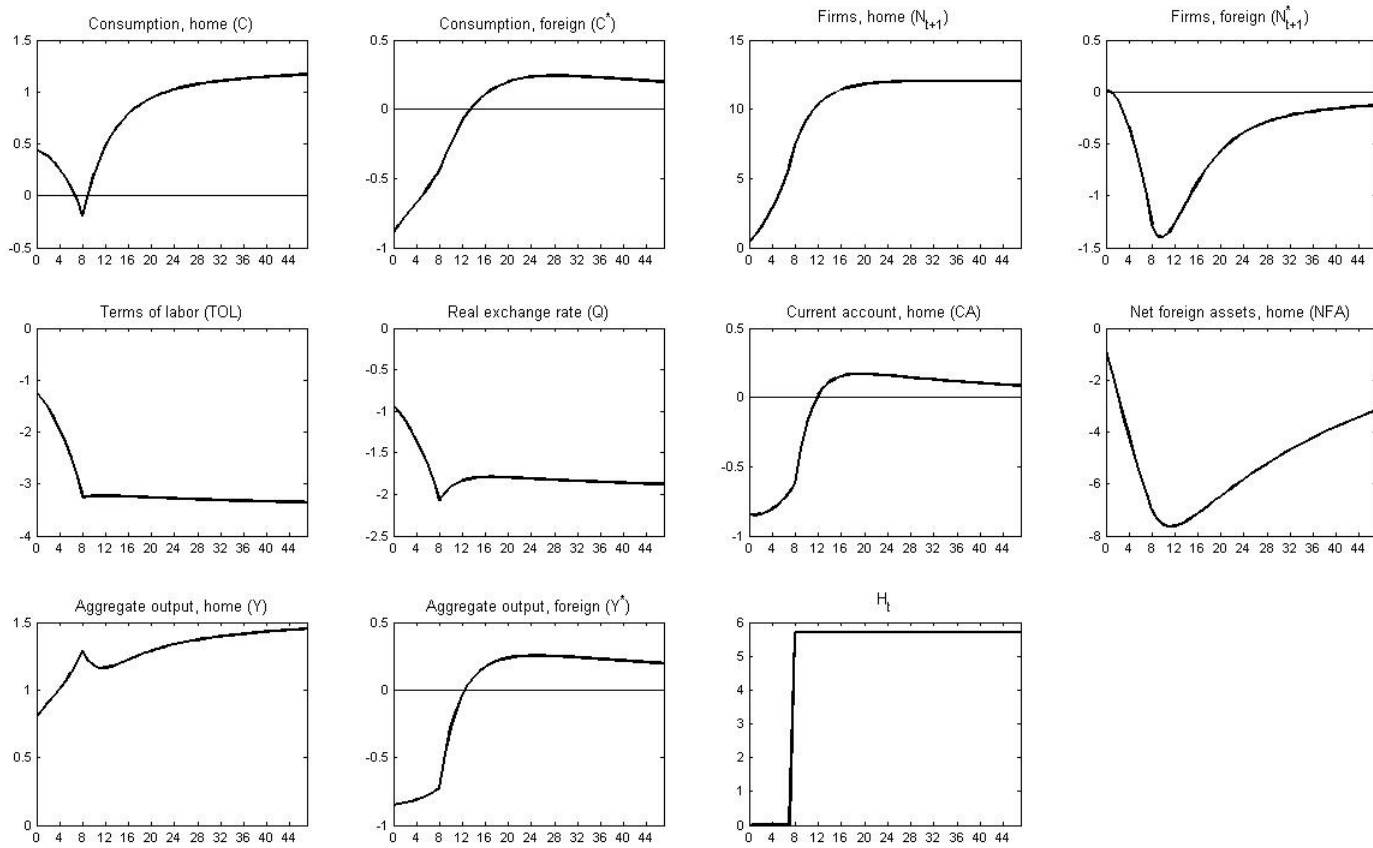 Consumption, home (C)
1.5
1
0.5
0
-0.5
0 4 8 12 16 20 24 28 32 36 40 44
Consumption, foreign (C*)
0.5
0
-0.5
-1
0 4 8 12 16 20 24 28 32 36 40 44
Firms, home (Nt+1)
15
10
5
0
0 4 8 12 16 20 24 28 32 36 40 44
Firms, foreign (N*t+1)
0.5
0
-0.5
-1
-1.5
0 4 8 12 16 20 24 28 32 36 40 44
Terms of labor (TOL)
0
-1
-2
-3
-4
0 4 8 12 16 20 24 28 32 36 40 44
Real exchange rate (Q)
0
-0.5
-1
-1.5
-2
-2.5
0 4 8 12 16 20 24 28 32 36 40 44
Current account, home (CA)
0.5
0
-0.5
-1
0 4 8 12 16 20 24 28 32 36 40 44
Net foreign assets, home (NFA)
0
-2
-4
-6
-8
0 4 8 12 16 20 24 28 32 36 40 44
Aggregate output, home (Y)
1.5
1
0.5
0
0 4 8 12 16 20 24 28 32 36 40 44
Aggregate output, foreign (Y*)
0.5
0
-0.5
-1
0 4 8 12 16 20 24 28 32 36 40 44
Ht
6
5
4
3
2
1
0
0 4 8 12 16 20 24 28 32 36 40 44